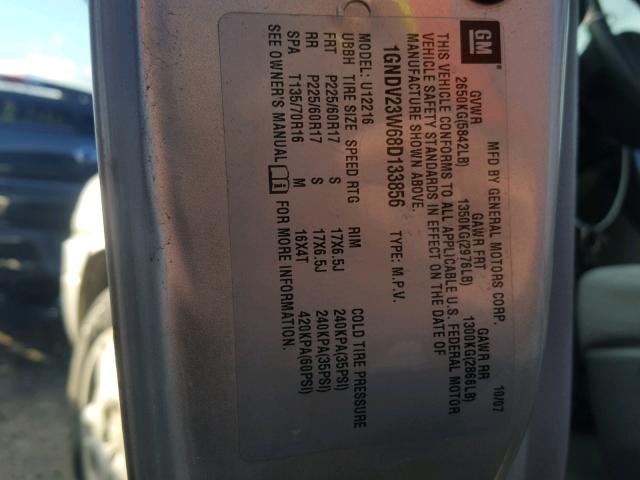 GM
MFD BY GENERAL MOTORS CORP. 10/07
GVWR GAWR FRT GAWR RR
2650KG(5842LB) 1350KG(2976LB) 1300KG(2866LB)
THIS VEHICLE CONFORMS TO ALL APPLICABLE U.S. FEDERAL MOTOR
VEHICLE SAFETY STANDARDS IN EFFECT ON THE DATE OF
MANUFACTURE SHOWN ABOVE.
1GNDV23W68D133856 TYPE: M.P.V.
MODEL: U12216
VBBH TIRE SIZE SPEED RTG RIM COLD TIRE PRESSURE
FRT P225/60R17 S 17X6.5J 240KPA(35PSI)
RR P225/60R17 S 17X6.5J 240KPA(35PSI)
SPA T135/70R16 M 16X4T 420KPA(60PSI)
SEE OWNER'S MANUAL FOR MORE INFORMATION.